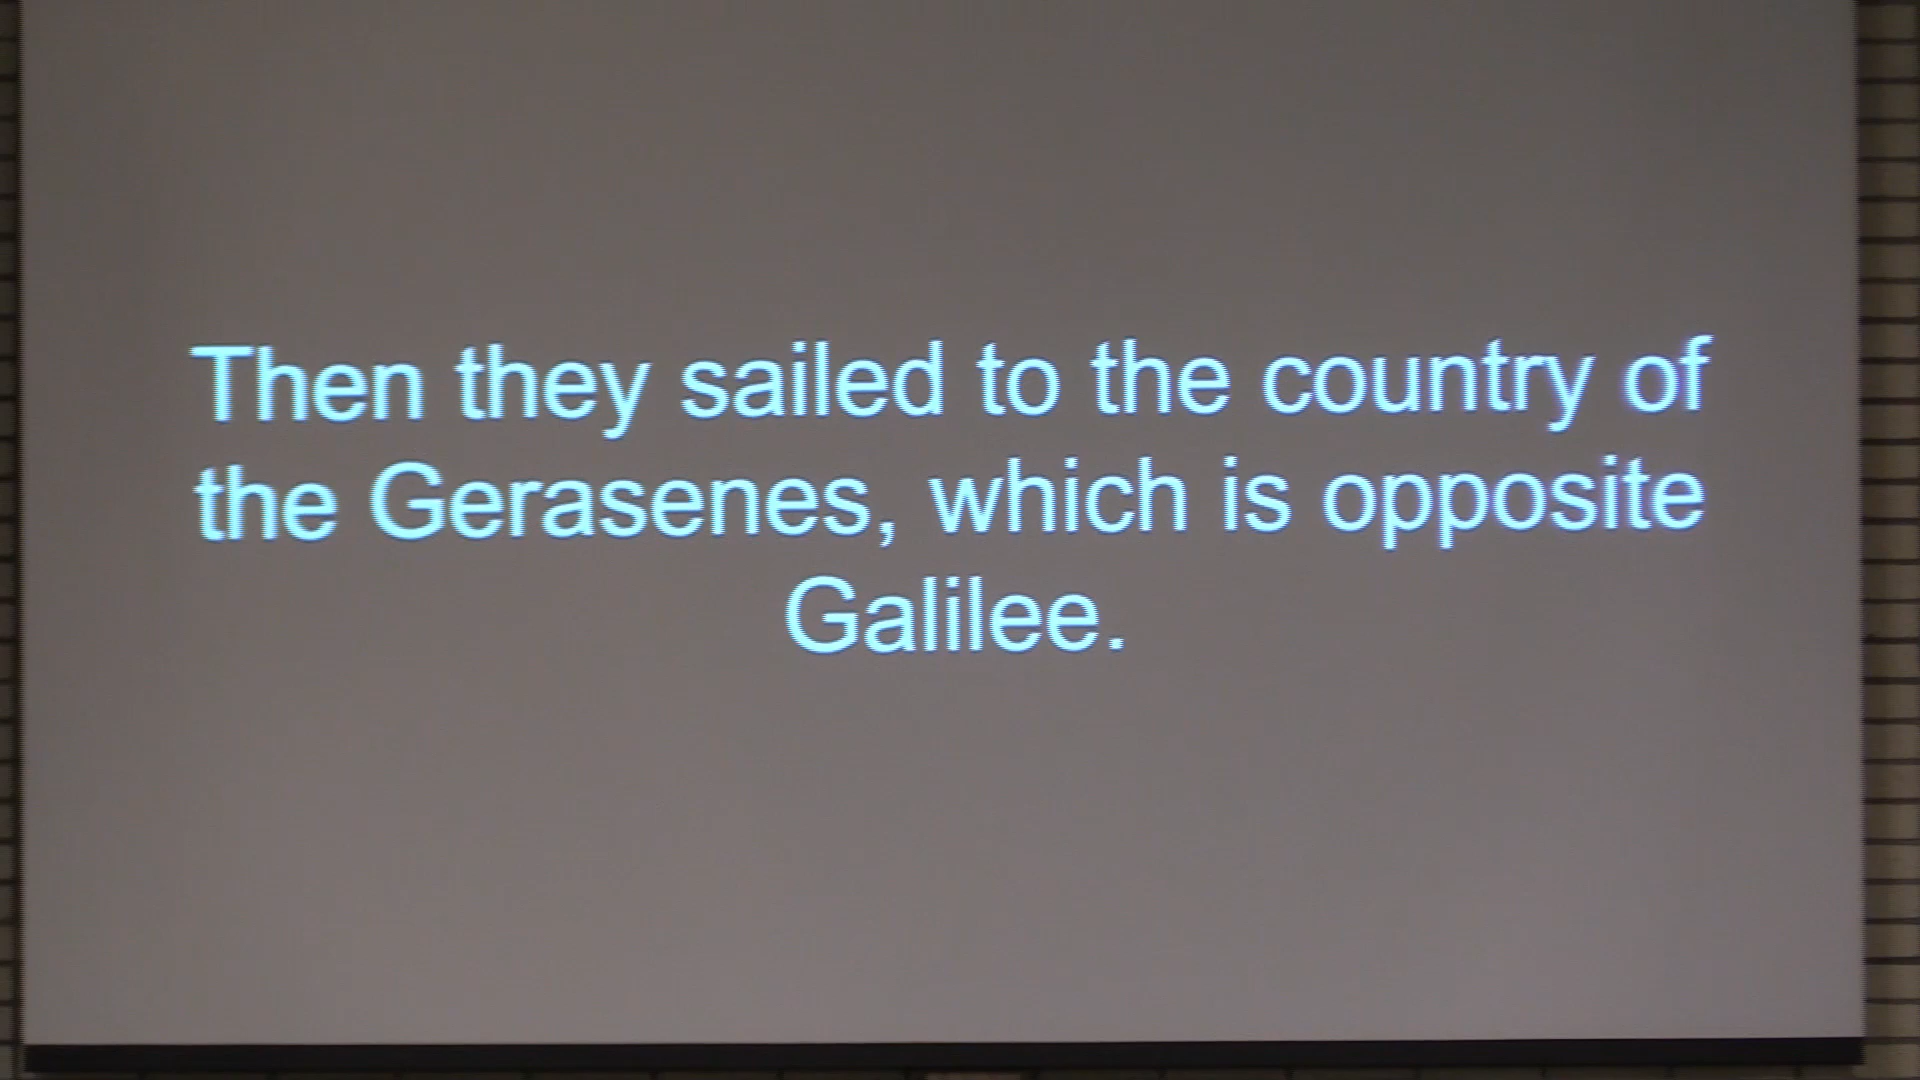 Then they sailed to the country of
the Gerasenes, which is opposite
Galilee.